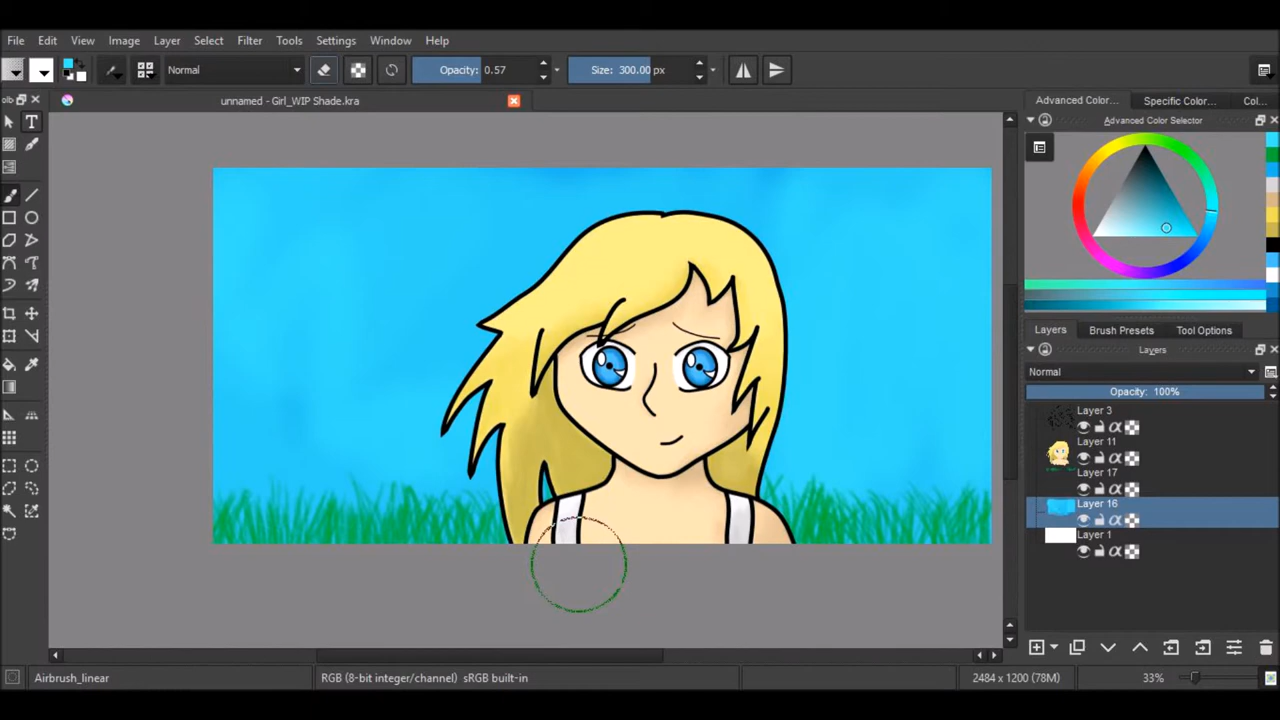 File Edit View Image Layer Select Filter Tools Settings Window Help
Normal Opacity: 0.57 Size: 300.00 px
olb unnamed - Girl_WIP Shade.kra Advanced Color... Specific Color... Col...
Advanced Color Selector
Layers Brush Presets Tool Options
Layers
Normal
Opacity: 100%
Layer 3
Layer 11
Layer 17
Layer 16
Layer 1
Airbrush_linear RGB (8-bit integer/channel) sRGB built-in 2484 x 1200 (78M) 33%